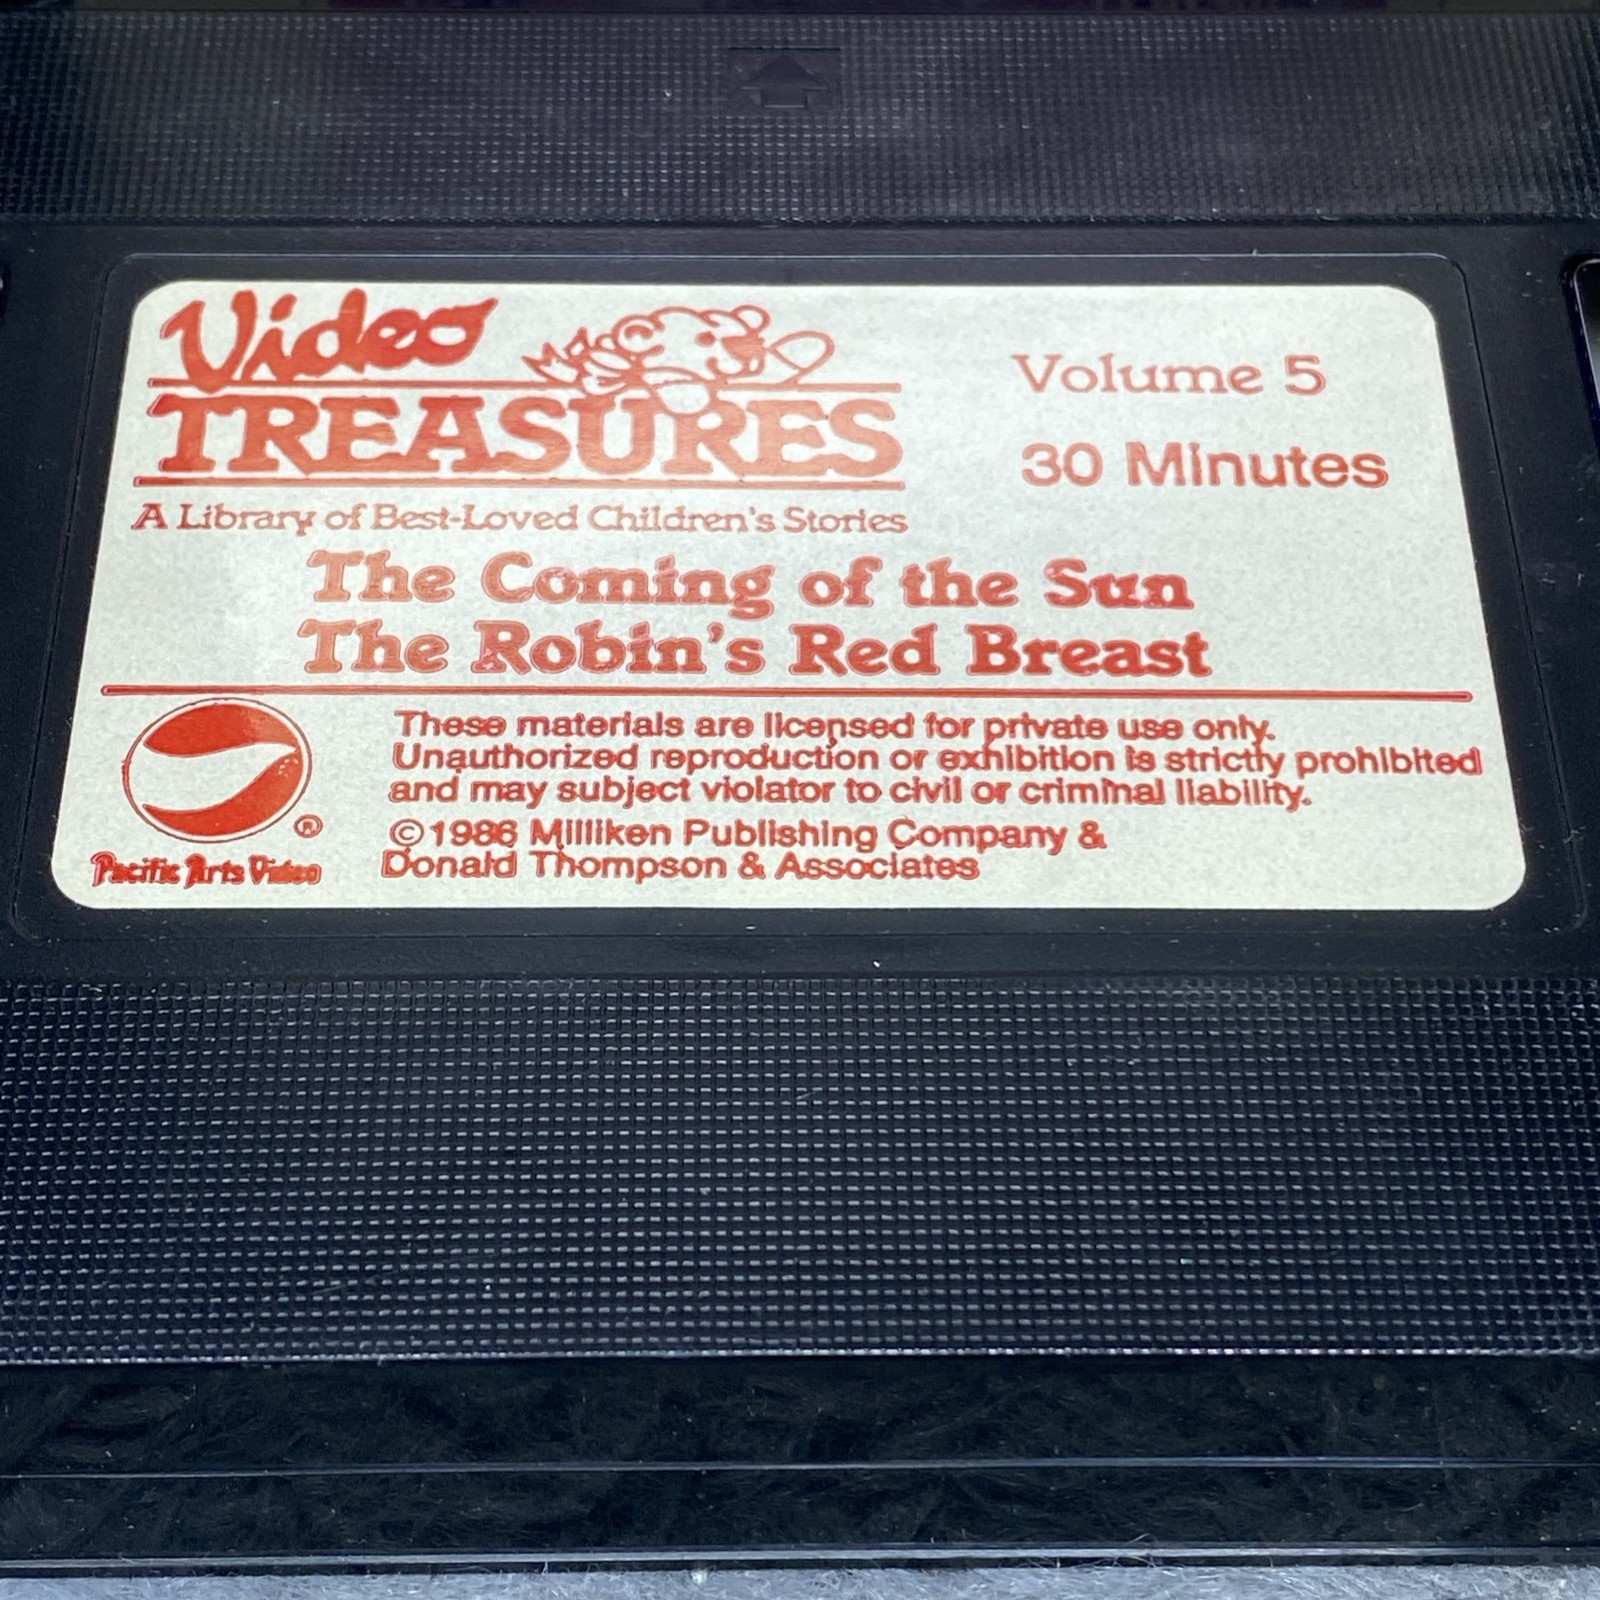 Video
TREASURES
A Library of Best-Loved Children's Stories
Volume 5
30 Minutes
The Coming of the Sun
The Robin's Red Breast
These materials are licensed for private use only.
Unauthorized reproduction or exhibition is strictly prohibited
and may subject violator to civil or criminal liability.
© 1986 Milliken Publishing Company &
Donald Thompson & Associates
®
Pacific Arts Video